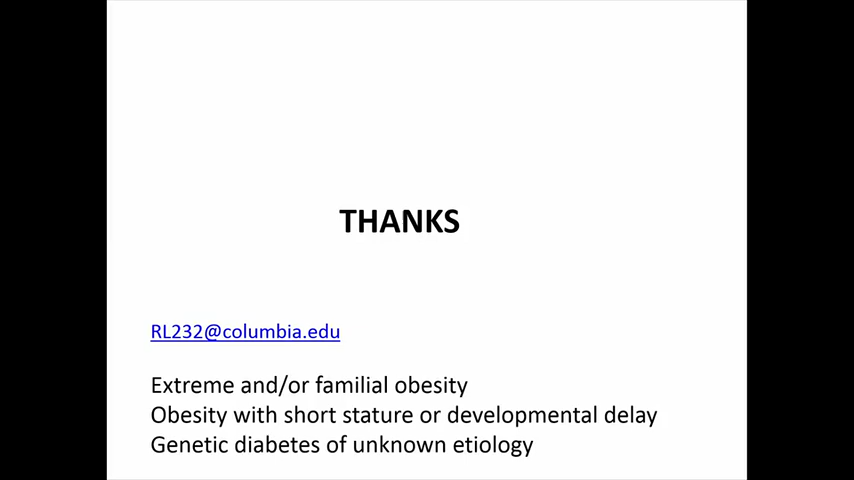 THANKS
RL232@columbia.edu
Extreme and/or familial obesity
Obesity with short stature or developmental delay
Genetic diabetes of unknown etiology